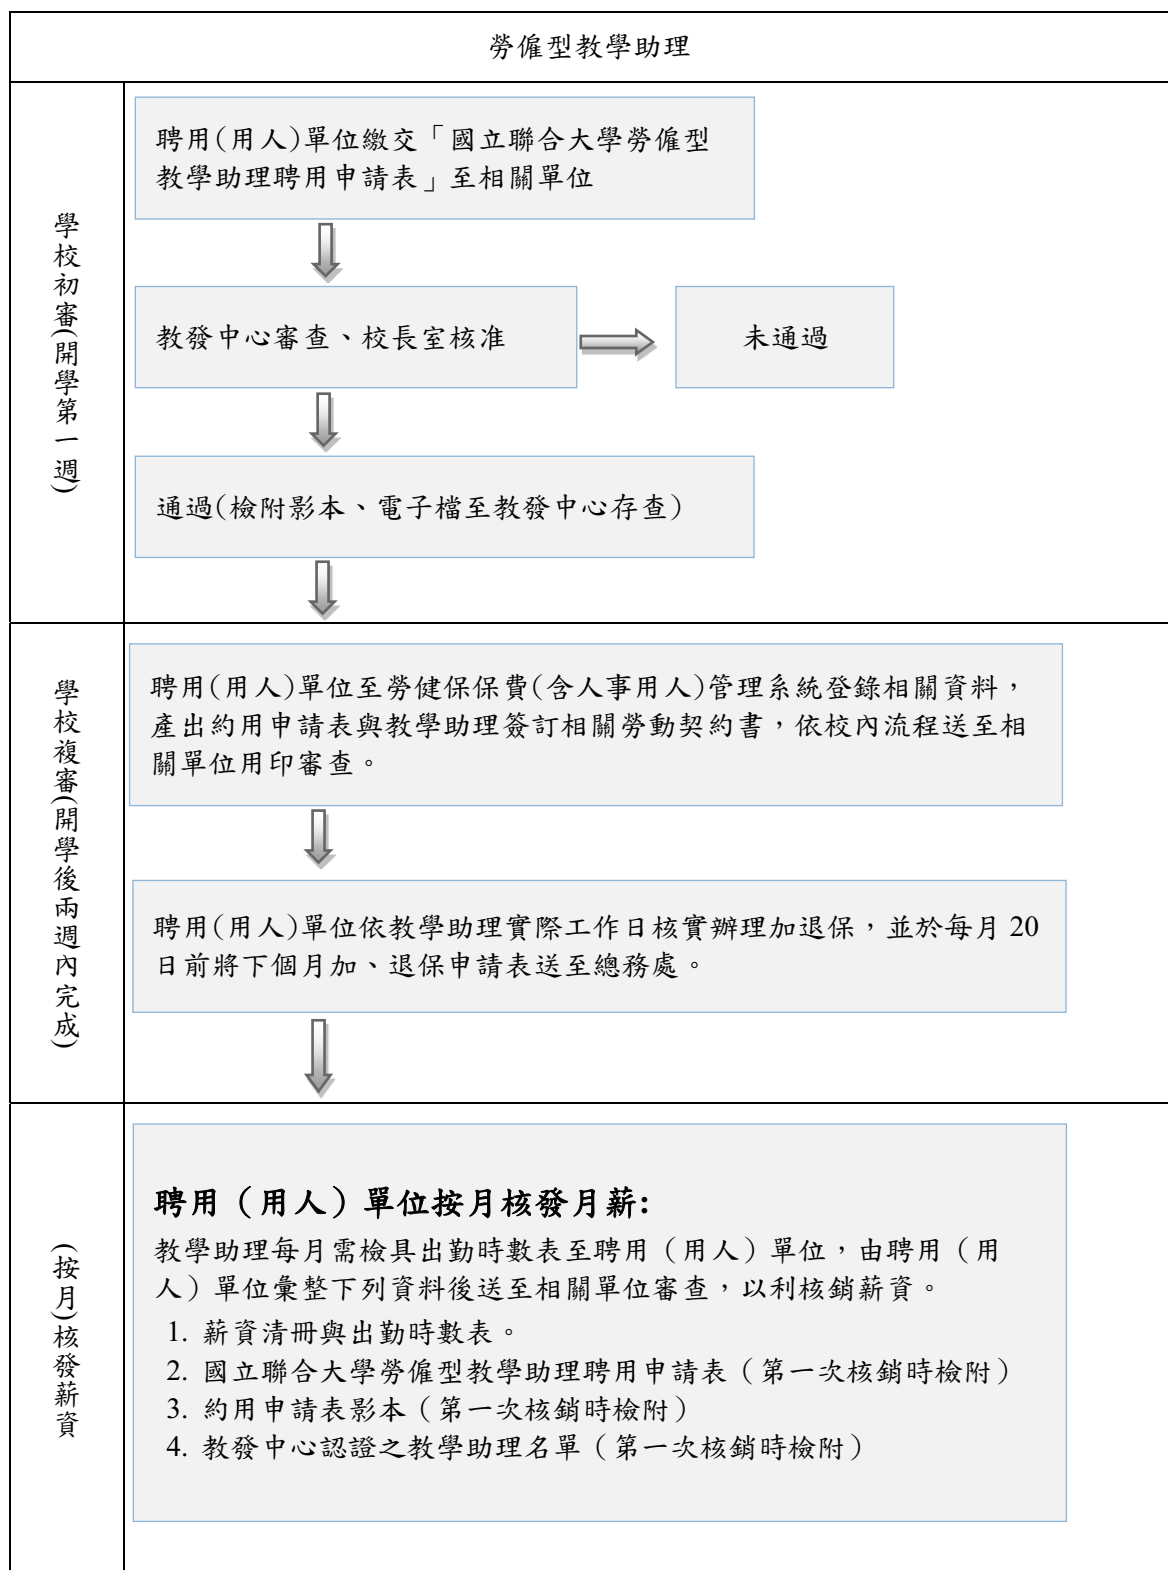 勞僱型教學助理
學校初審(開學第一週)
聘用(用人)單位繳交「國立聯合大學勞僱型
教學助理聘用申請表」至相關單位
教發中心審查、校長室核准
未通過
通過(檢附影本、電子檔至教發中心存查)
學校複審(開學後兩週內完成)
聘用(用人)單位至勞健保保費(含人事用人)管理系統登錄相關資料，
產出約用申請表與教學助理簽訂相關勞動契約書，依校內流程送至相
關單位用印審查。
聘用(用人)單位依教學助理實際工作日核實辦理加退保，並於每月 20
日前將下個月加、退保申請表送至總務處。
(按月)核發薪資
聘用（用人）單位按月核發月薪:
教學助理每月需檢具出勤時數表至聘用（用人）單位，由聘用（用
人）單位彙整下列資料後送至相關單位審查，以利核銷薪資。
1. 薪資清冊與出勤時數表。
2. 國立聯合大學勞僱型教學助理聘用申請表（第一次核銷時檢附）
3. 約用申請表影本（第一次核銷時檢附）
4. 教發中心認證之教學助理名單（第一次核銷時檢附）